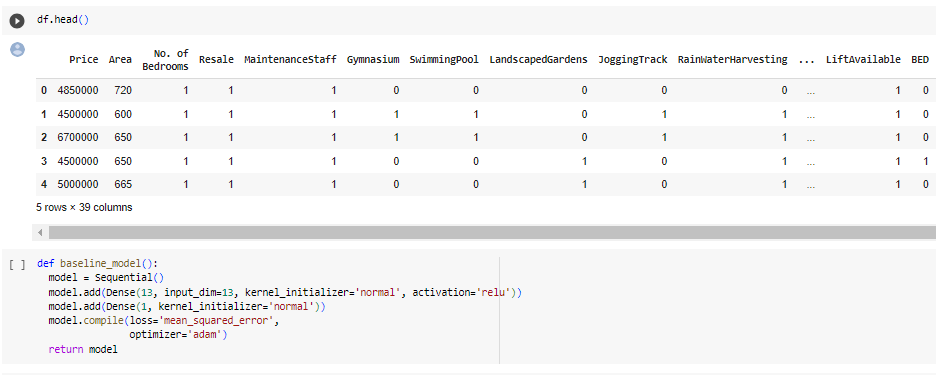 df.head()
Price Area No. of Bedrooms Resale MaintenanceStaff Gymnasium SwimmingPool LandscapedGardens JoggingTrack RainWaterHarvesting ... LiftAvailable BED
0 4850000 720 1 1 1 0 0 0 0 0 ... 1 0
1 4500000 600 1 1 1 1 1 0 1 1 ... 1 0
2 6700000 650 1 1 1 1 1 0 1 1 ... 1 0
3 4500000 650 1 1 1 0 0 1 0 1 ... 1 1
4 5000000 665 1 1 1 0 0 1 0 1 ... 1 0
5 rows × 39 columns
[ ] def baseline_model():
model = Sequential()
model.add(Dense(13, input_dim=13, kernel_initializer='normal', activation='relu'))
model.add(Dense(1, kernel_initializer='normal'))
model.compile(loss='mean_squared_error',
optimizer='adam')
return model